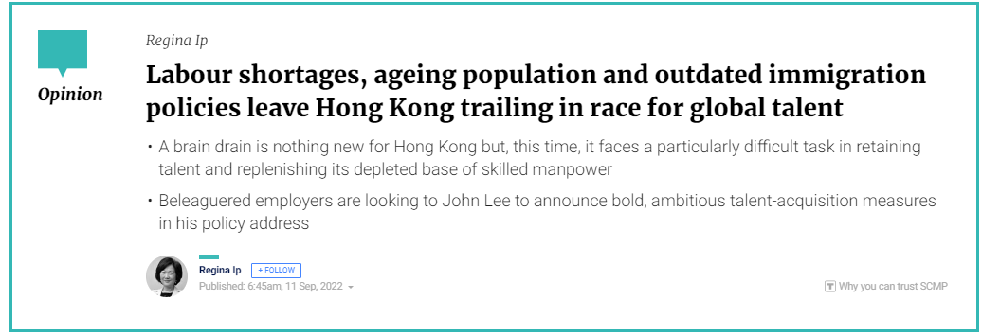 Opinion
Regina Ip
Labour shortages, ageing population and outdated immigration
policies leave Hong Kong trailing in race for global talent
• A brain drain is nothing new for Hong Kong but, this time, it faces a particularly difficult task in retaining
talent and replenishing its depleted base of skilled manpower
• Beleaguered employers are looking to John Lee to announce bold, ambitious talent-acquisition measures
in his policy address
Regina Ip + FOLLOW
Published: 6:45am, 11 Sep, 2022
T Why you can trust SCMP